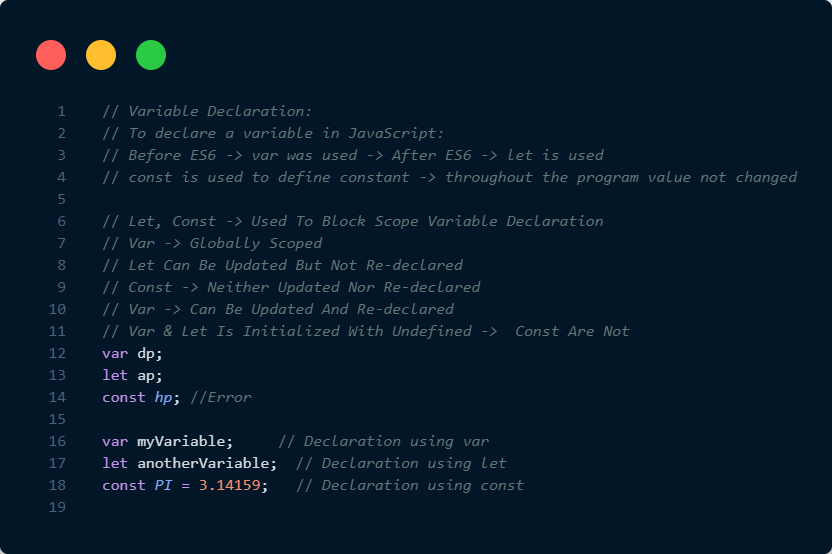 1 // Variable Declaration:
2 // To declare a variable in JavaScript:
3 // Before ES6 -> var was used -> After ES6 -> let is used
4 // const is used to define constant -> throughout the program value not changed
5
6 // Let, Const -> Used To Block Scope Variable Declaration
7 // Var -> Globally Scoped
8 // Let Can Be Updated But Not Re-declared
9 // Const -> Neither Updated Nor Re-declared
10 // Var -> Can Be Updated And Re-declared
11 // Var & Let Is Initialized With Undefined ->  Const Are Not
12 var dp;
13 let ap;
14 const hp; //Error
15
16 var myVariable;     // Declaration using var
17 let anotherVariable;  // Declaration using let
18 const PI = 3.14159;   // Declaration using const
19